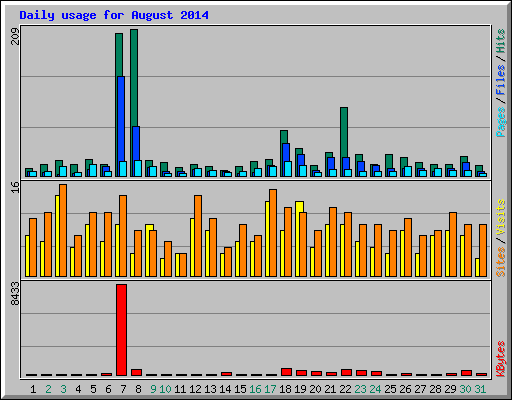 Daily usage for August 2014
209
Pages / Files / Hits
16
Sites / Visits
8433
KBytes
1 2 3 4 5 6 7 8 9 10 11 12 13 14 15 16 17 18 19 20 21 22 23 24 25 26 27 28 29 30 31